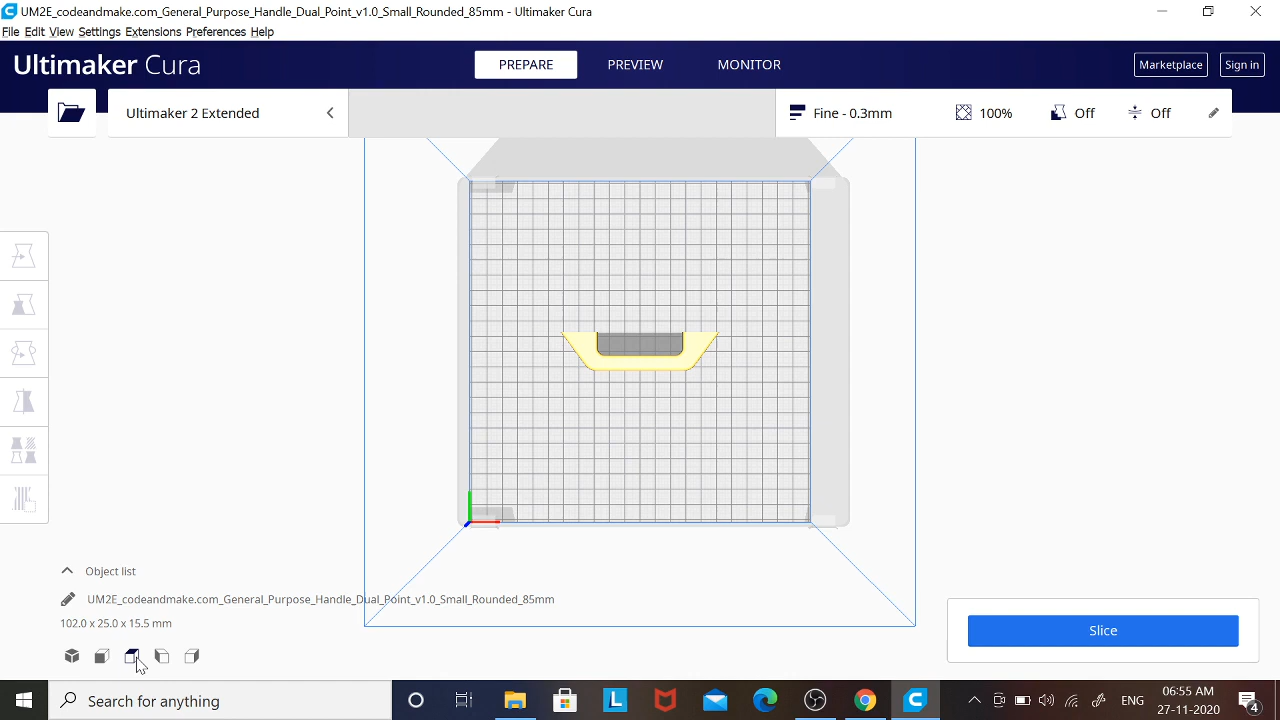 UM2E_codeandmake.com_General_Purpose_Handle_Dual_Point_v1.0_Small_Rounded_85mm - Ultimaker Cura
File Edit View Settings Extensions Preferences Help
Ultimaker Cura PREPARE PREVIEW MONITOR Marketplace Sign in
Ultimaker 2 Extended Fine - 0.3mm 100% Off Off
Object list
UM2E_codeandmake.com_General_Purpose_Handle_Dual_Point_v1.0_Small_Rounded_85mm
102.0 x 25.0 x 15.5 mm
Slice
Search for anything L ENG 06:55 AM
27-11-2020 4